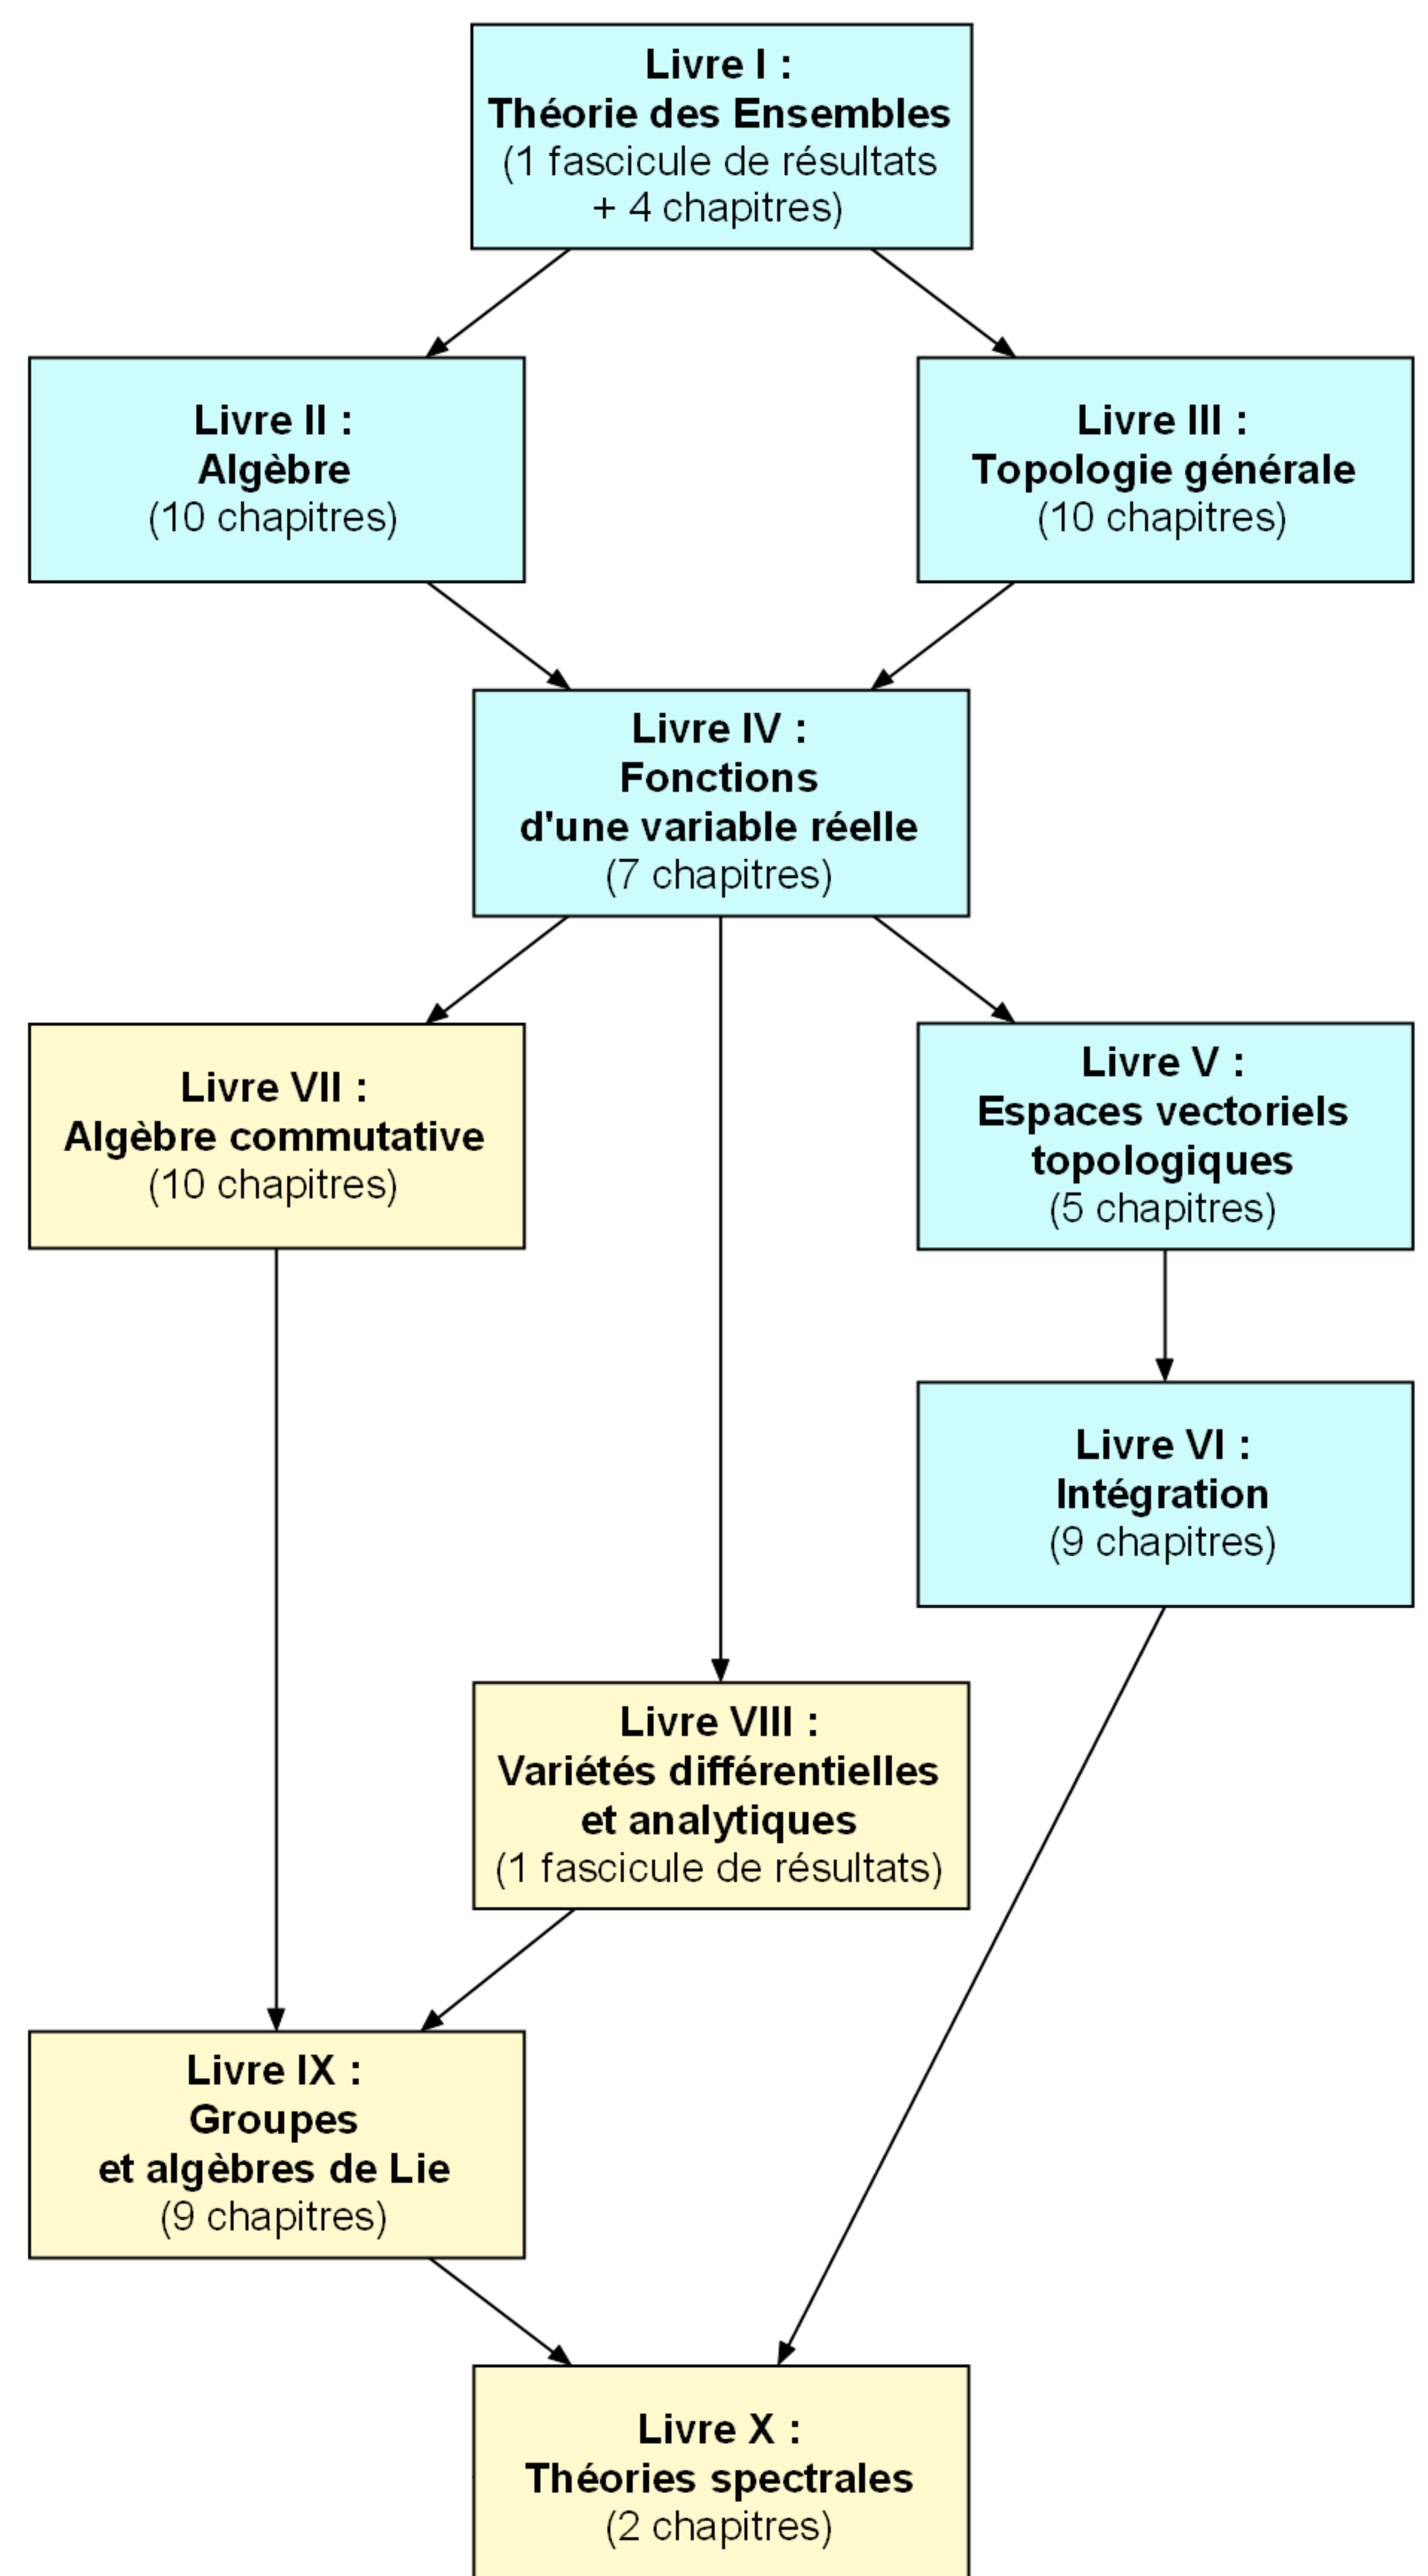 Livre I :
Théorie des Ensembles
(1 fascicule de résultats
+ 4 chapitres)
Livre II :
Algèbre
(10 chapitres)
Livre III :
Topologie générale
(10 chapitres)
Livre IV :
Fonctions
d'une variable réelle
(7 chapitres)
Livre VII :
Algèbre commutative
(10 chapitres)
Livre V :
Espaces vectoriels
topologiques
(5 chapitres)
Livre VI :
Intégration
(9 chapitres)
Livre VIII :
Variétés différentielles
et analytiques
(1 fascicule de résultats)
Livre IX :
Groupes
et algèbres de Lie
(9 chapitres)
Livre X :
Théories spectrales
(2 chapitres)